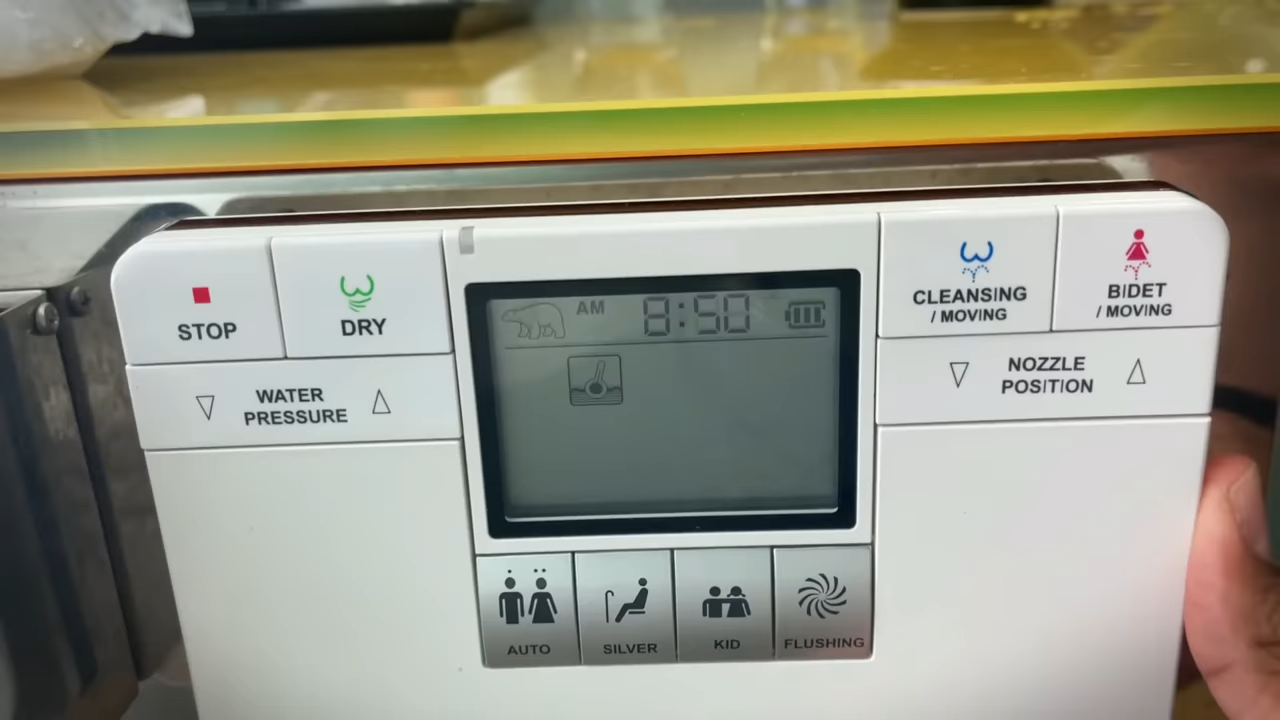 STOP
DRY
WATER
PRESSURE
AM 8:50
CLEANSING
/ MOVING
BIDET
/ MOVING
NOZZLE
POSITION
AUTO
SILVER
KID
FLUSHING